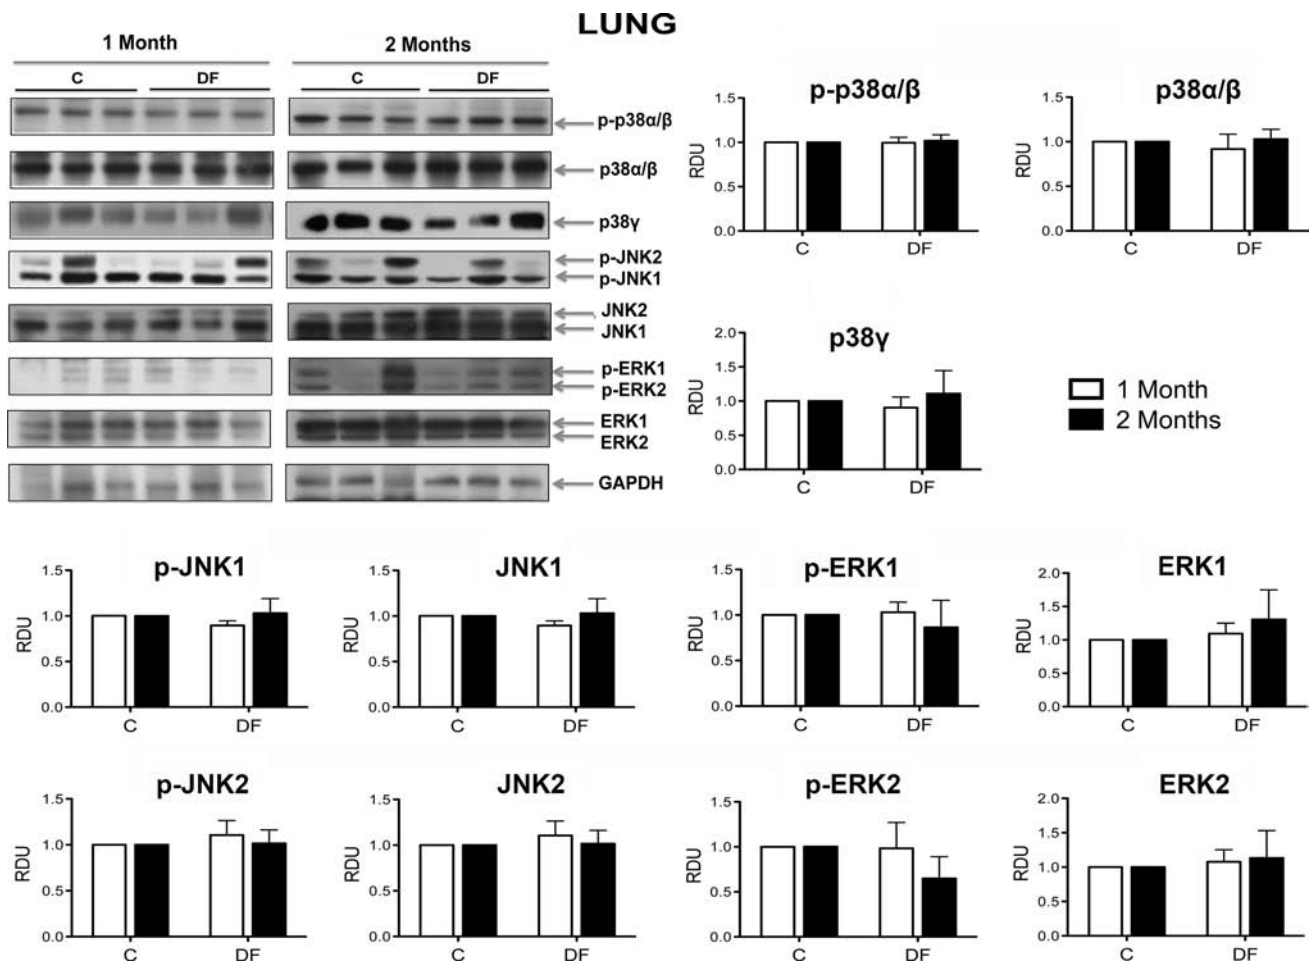 LUNG
1 Month
2 Months
C
DF
C
DF
p-p38α/β
p38α/β
p38γ
p-JNK2
p-JNK1
JNK2
JNK1
p-ERK1
p-ERK2
ERK1
ERK2
GAPDH
p-p38α/β
RDU
1.5
1.0
0.5
0.0
C
DF
p38α/β
RDU
1.5
1.0
0.5
0.0
C
DF
p38γ
RDU
2.0
1.5
1.0
0.5
0.0
C
DF
1 Month
2 Months
p-JNK1
RDU
1.5
1.0
0.5
0.0
C
DF
JNK1
RDU
1.5
1.0
0.5
0.0
C
DF
p-ERK1
RDU
1.5
1.0
0.5
0.0
C
DF
ERK1
RDU
2.0
1.5
1.0
0.5
0.0
C
DF
p-JNK2
RDU
1.5
1.0
0.5
0.0
C
DF
JNK2
RDU
1.5
1.0
0.5
0.0
C
DF
p-ERK2
RDU
1.5
1.0
0.5
0.0
C
DF
ERK2
RDU
2.0
1.5
1.0
0.5
0.0
C
DF